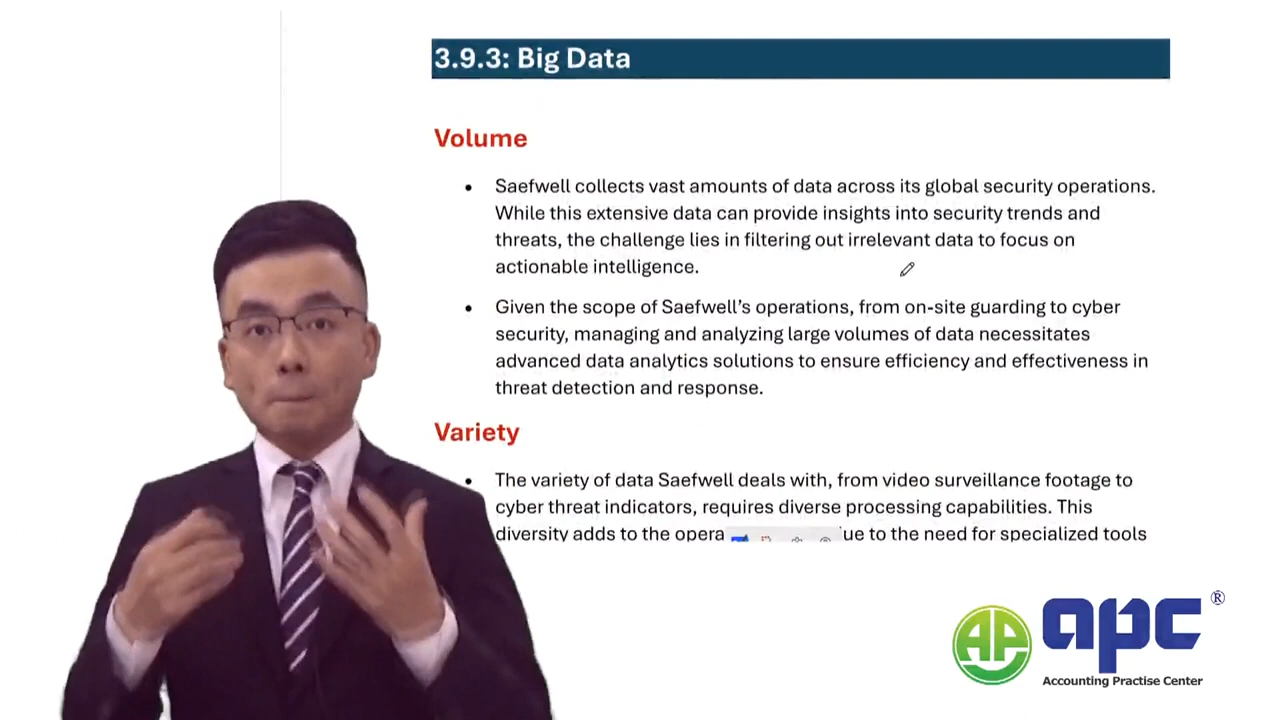 3.9.3: Big Data
Volume
• Saefwell collects vast amounts of data across its global security operations.
While this extensive data can provide insights into security trends and
threats, the challenge lies in filtering out irrelevant data to focus on
actionable intelligence.
• Given the scope of Saefwell’s operations, from on-site guarding to cyber
security, managing and analyzing large volumes of data necessitates
advanced data analytics solutions to ensure efficiency and effectiveness in
threat detection and response.
Variety
• The variety of data Saefwell deals with, from video surveillance footage to
cyber threat indicators, requires diverse processing capabilities. This
diversity adds to the to the need for specialized tools
AP apc ®
Accounting Practise Center